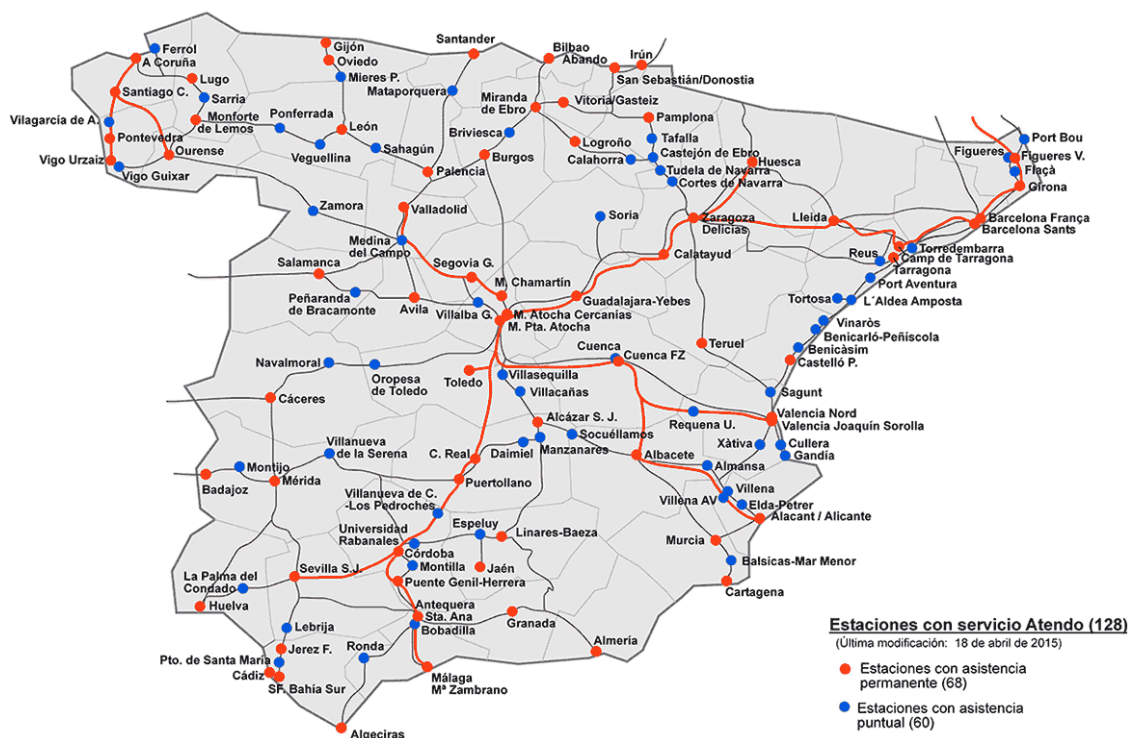 Ferrol
A Coruña
Santiago C.
Lugo
Sarria
Vilagarcía de A.
Pontevedra
Monforte
de Lemos
Ourense
Vigo Urzaiz
Vigo Guixar
Gijón
Oviedo
Mieres P.
Ponferrada
León
Veguellina
Sahagún
Santander
Mataporquera
Palencia
Bilbao
Abando
Irún
San Sebastián/Donostia
Miranda
de Ebro
Vitoria/Gasteiz
Briviesca
Burgos
Logroño
Pamplona
Tafalla
Calahorra
Castejón de Ebro
Tudela de Navarra
Cortes de Navarra
Huesca
Port Bou
Figueres
Figueres V.
Flaçà
Girona
Barcelona França
Barcelona Sants
Zamora
Valladolid
Medina
del Campo
Soria
Zaragoza
Delicias
Lleida
Calatayud
Reus
Torredembarra
Camp de Tarragona
Tarragona
Port Aventura
Tortosa
L´Aldea Amposta
Vinaròs
Benicarló-Peñíscola
Benicàsim
Castelló P.
Salamanca
Segovia G.
Peñaranda
de Bracamonte
Avila
Villalba G.
M. Chamartín
Guadalajara-Yebes
M. Atocha Cercanías
M. Pta. Atocha
Teruel
Navalmoral
Oropesa
de Toledo
Toledo
Cuenca
Cuenca FZ
Villasequilla
Villacañas
Sagunt
Cáceres
Valencia Nord
Valencia Joaquín Sorolla
Requena U.
Alcázar S. J.
Socuéllamos
Xàtiva
Cullera
Gandía
Villanueva
de la Serena
C. Real
Daimiel
Manzanares
Albacete
Almansa
Montijo
Badajoz
Mérida
Puertollano
Villena
Villena AV
Elda-Petrer
Alacant / Alicante
Villanueva de C.
-Los Pedroches
Universidad
Rabanales
Espeluy
Linares-Baeza
Murcia
Balsicas-Mar Menor
Cartagena
Córdoba
Montilla
Jaén
La Palma del
Condado
Sevilla S.J.
Puente Genil-Herrera
Huelva
Antequera
Sta. Ana
Bobadilla
Granada
Almería
Lebrija
Jerez F.
Ronda
Pto. de Santa María
Cádiz
SF. Bahía Sur
Málaga
Mª Zambrano
Algeciras
Estaciones con servicio Atendo (128)
(Última modificación: 18 de abril de 2015)
Estaciones con asistencia
permanente (68)
Estaciones con asistencia
puntual (60)